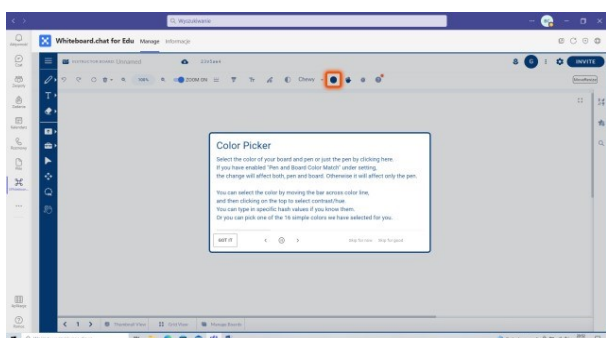 Wyszukiwanie
Whiteboard.chat for Edu Manage Informacje
INSTRUCTOR BOARD Unnamed
INVITE
100% ZOOM ON Chewy
Color Picker
Select the color of your board and pen or just the pen by clicking here.
If you have enabled "Pen and Board Color Match" under setting,
the change will affect both, pen and board. Otherwise it will affect only the pen.
You can select the color by moving the bar across color line,
and then clicking on the top to select contrast/hue.
You can type in specific hash values if you know them.
Or you can pick one of the 16 simple colors we have selected for you.
GOT IT Skip for now Skip for good
1 Thumbnail View Grid View Manage Boards